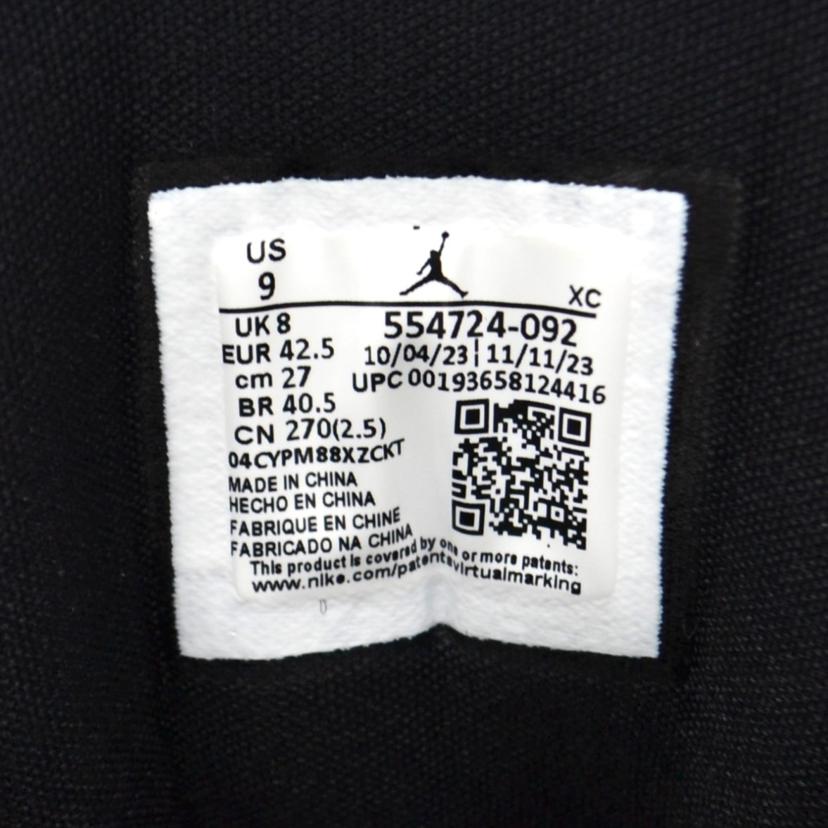 US
9
XC
UK 8
EUR 42.5
cm 27
BR 40.5
CN 270(2.5)
554724-092
10/04/23 | 11/11/23
UPC 00193658124416
04CYPM88XZCKT
MADE IN CHINA
HECHO EN CHINA
FABRIQUE EN CHINE
FABRICADO NA CHINA
This product is covered by one or more patents:
www.nike.com/patentsvirtualmarking